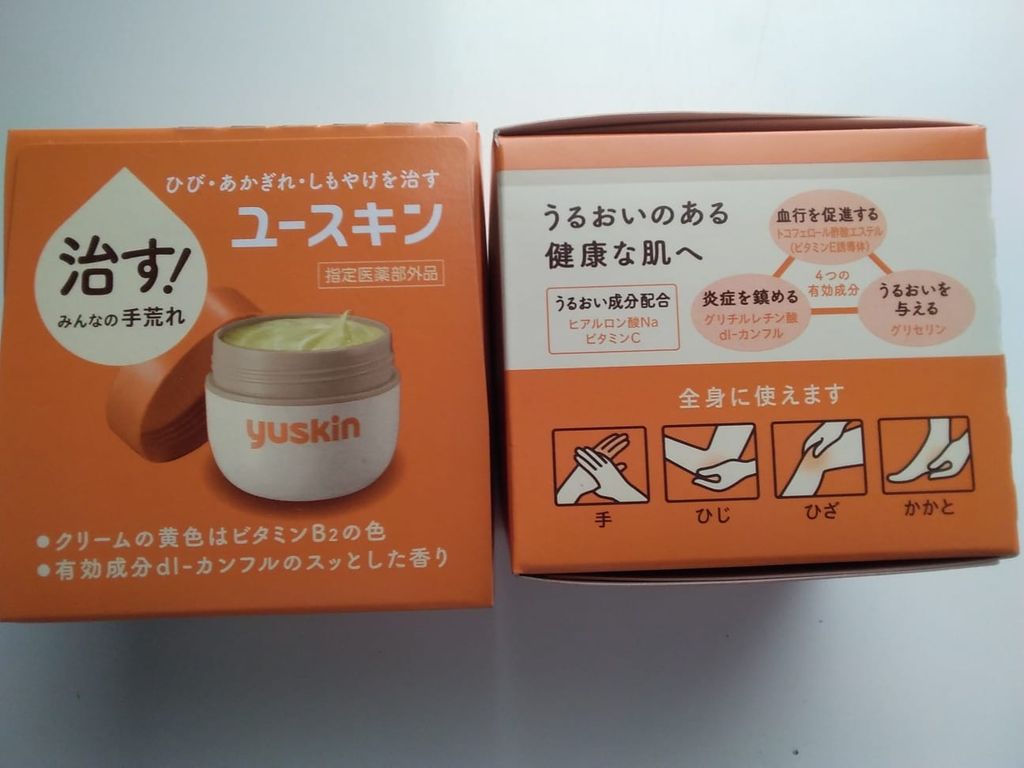 ひび・あかぎれ・しもやけを治す
ユースキン
指定医薬部外品
治す!
みんなの手荒れ
yuskin
●クリームの黄色はビタミンB2の色
●有効成分dl-カンフルのスッとした香り
うるおいのある
健康な肌へ
うるおい成分配合
ヒアルロン酸Na
ビタミンC
血行を促進する
トコフェロール酢酸エステル
(ビタミンE誘導体)
4つの
有効成分
炎症を鎮める
グリチルレチン酸
dl-カンフル
うるおいを
与える
グリセリン
全身に使えます
手
ひじ
ひざ
かかと